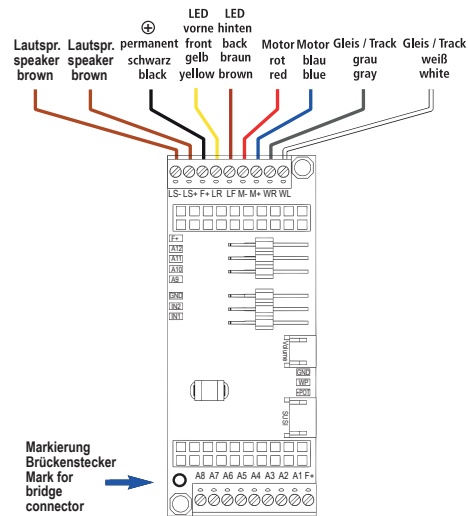 Lautspr.
speaker
brown
Lautspr.
speaker
brown
⊕
permanent
schwarz
black
LED
vorne
front
gelb
yellow
LED
hinten
back
braun
brown
Motor
rot
red
Motor
blau
blue
Gleis / Track
grau
gray
Gleis / Track
weiß
white
LS- LS+ F+ LR LF M- M+ WR WL
F+
A12
A11
A10
A9
GND
IN2
IN1
Volume
GND
WP
+PO1
SUSI
Markierung
Brückenstecker
Mark for
bridge
connector
A8 A7 A6 A5 A4 A3 A2 A1 F+